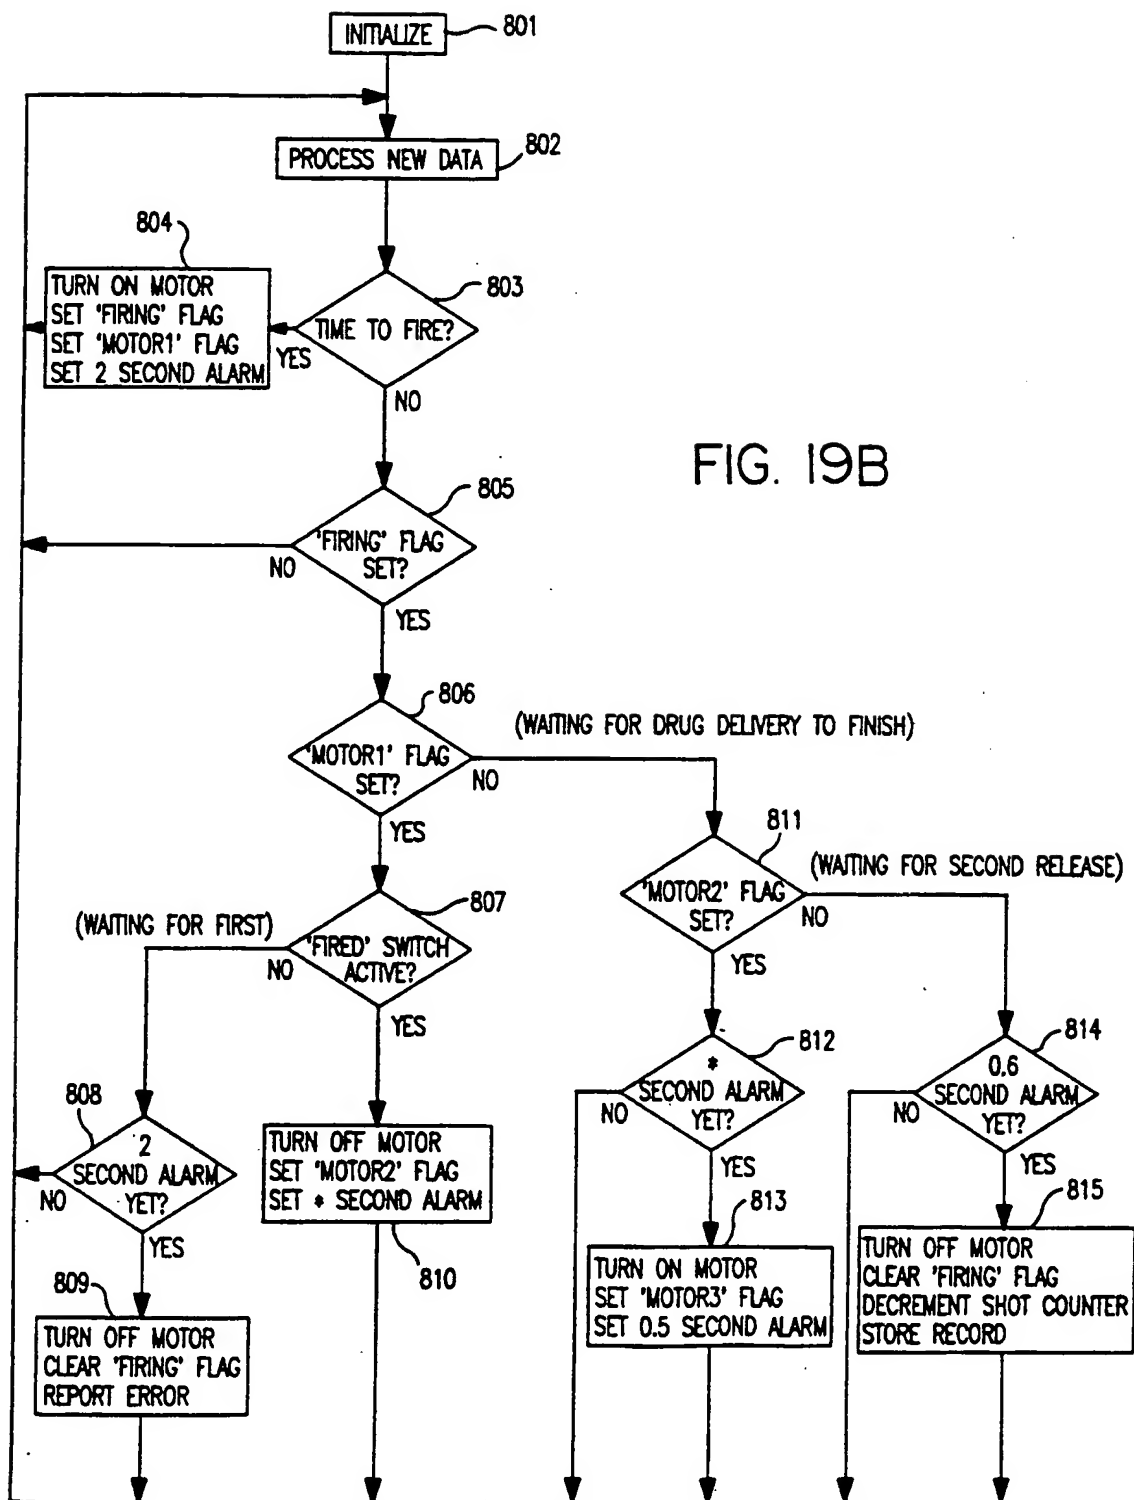 INITIALIZE
801
PROCESS NEW DATA
802
804
TURN ON MOTOR
SET 'FIRING' FLAG
SET 'MOTOR1' FLAG
SET 2 SECOND ALARM
803
TIME TO FIRE?
YES
NO
FIG. 19B
805
'FIRING' FLAG
SET?
NO
YES
806
(WAITING FOR DRUG DELIVERY TO FINISH)
'MOTOR1' FLAG
SET?
NO
YES
811
(WAITING FOR SECOND RELEASE)
'MOTOR2' FLAG
SET?
NO
YES
807
(WAITING FOR FIRST)
'FIRED' SWITCH
ACTIVE?
NO
YES
812
*
SECOND ALARM
YET?
NO
YES
814
0.6
SECOND ALARM
YET?
NO
YES
808
2
SECOND ALARM
YET?
NO
YES
TURN OFF MOTOR
SET 'MOTOR2' FLAG
SET * SECOND ALARM
810
813
TURN ON MOTOR
SET 'MOTOR3' FLAG
SET 0.5 SECOND ALARM
815
TURN OFF MOTOR
CLEAR 'FIRING' FLAG
DECREMENT SHOT COUNTER
STORE RECORD
809
TURN OFF MOTOR
CLEAR 'FIRING' FLAG
REPORT ERROR